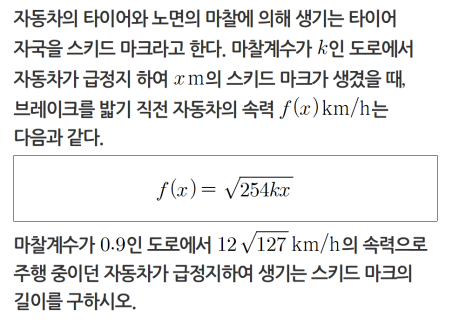 자동차의 타이어와 노면의 마찰에 의해 생기는 타이어
자국을 스키드 마크라고 한다. 마찰계수가 k인 도로에서
자동차가 급정지 하여 x m의 스키드 마크가 생겼을 때,
브레이크를 밟기 직전 자동차의 속력 f(x) km/h는
다음과 같다.
f(x) = √254kx
마찰계수가 0.9인 도로에서 12√127 km/h의 속력으로
주행 중이던 자동차가 급정지하여 생기는 스키드 마크의
길이를 구하시오.